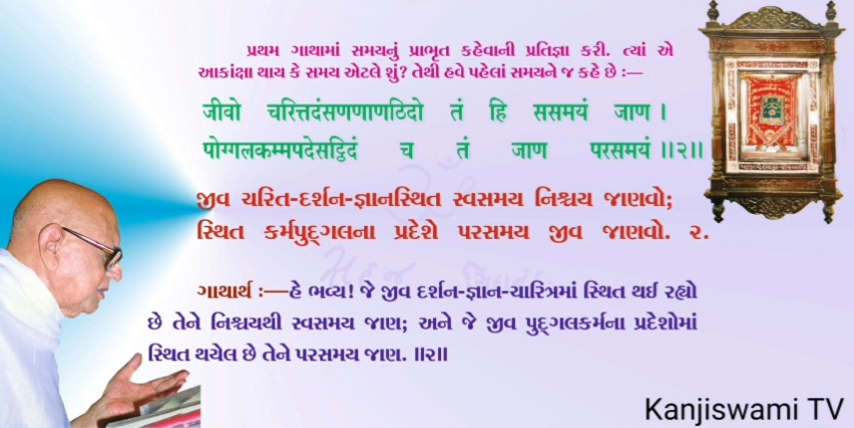 પ્રથમ ગાથામાં સમયનું પ્રાભૃત કહેવાની પ્રતિજ્ઞા કરી. ત્યાં એ
આકાંક્ષા થાય કે સમય એટલે શું? તેથી હવે પહેલાં સમયને જ કહે છે :—
जीवो चरित्तदंसणणाणठिदो तं हि ससमयं जाण ।
पोग्गलकम्मपदेसट्ठिदं च तं जाण परसमयं ॥२॥
જીવ ચરિત-દર્શન-જ્ઞાનસ્થિત સ્વસમય નિશ્ચય જાણવો;
સ્થિત કર્મપુદ્ગલના પ્રદેશે પરસમય જીવ જાણવો. ૨.
ગાથાર્થ :—હે ભવ્ય! જે જીવ દર્શન-જ્ઞાન-ચારિત્રમાં સ્થિત થઈ રહ્યો
છે તેને નિશ્ચયથી સ્વસમય જાણ; અને જે જીવ પુદ્ગલકર્મના પ્રદેશોમાં
સ્થિત થયેલ છે તેને પરસમય જાણ. ॥૨॥
Kanjiswami TV